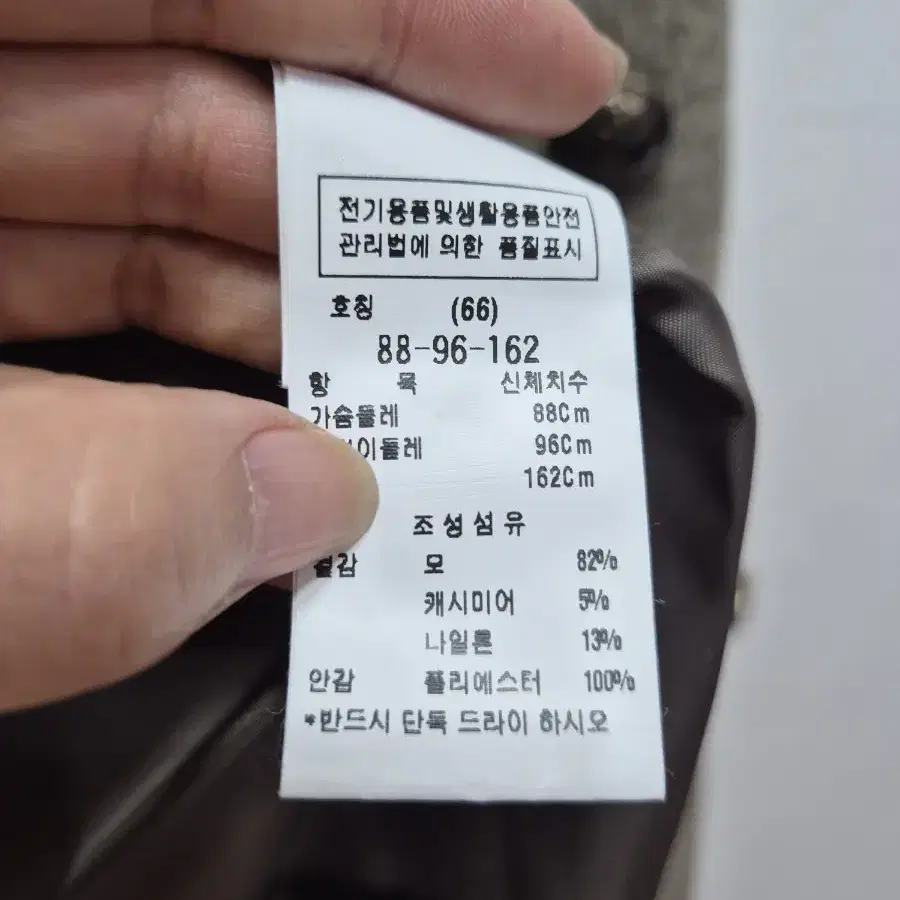 전기용품및생활용품안전
관리법에 의한 품질표시
호칭 (66)
88-96-162
항 목 신체치수
가슴둘레 88Cm
이둘레 96Cm
162Cm
조성섬유
겉감 모 82%
캐시미어 5%
나일론 13%
안감 폴리에스터 100%
*반드시 단독 드라이 하시오